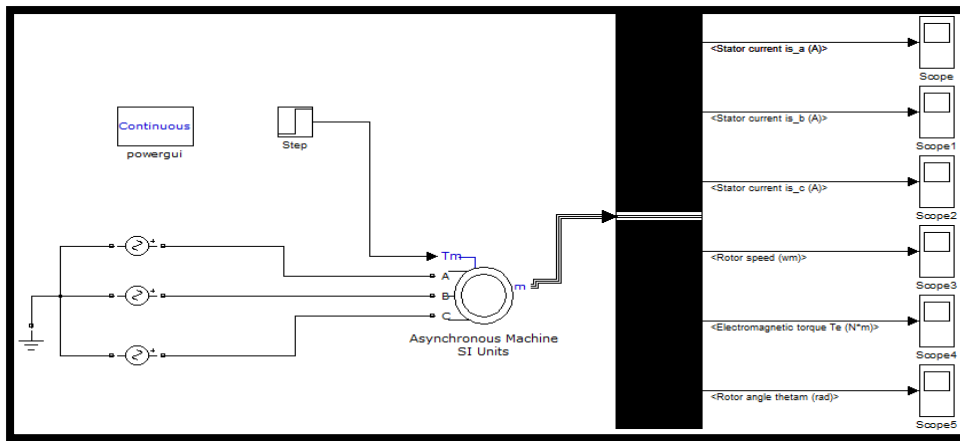 <Stator current is_a (A)>
Scope
<Stator current is_b (A)>
Scope1
Continuous
powergui
Step
<Stator current is_c (A)>
Scope2
Tm
A
B
C
m
Asynchronous Machine
SI Units
<Rotor speed (wm)>
Scope3
<Electromagnetic torque Te (N*m)>
Scope4
<Rotor angle thetam (rad)>
Scope5